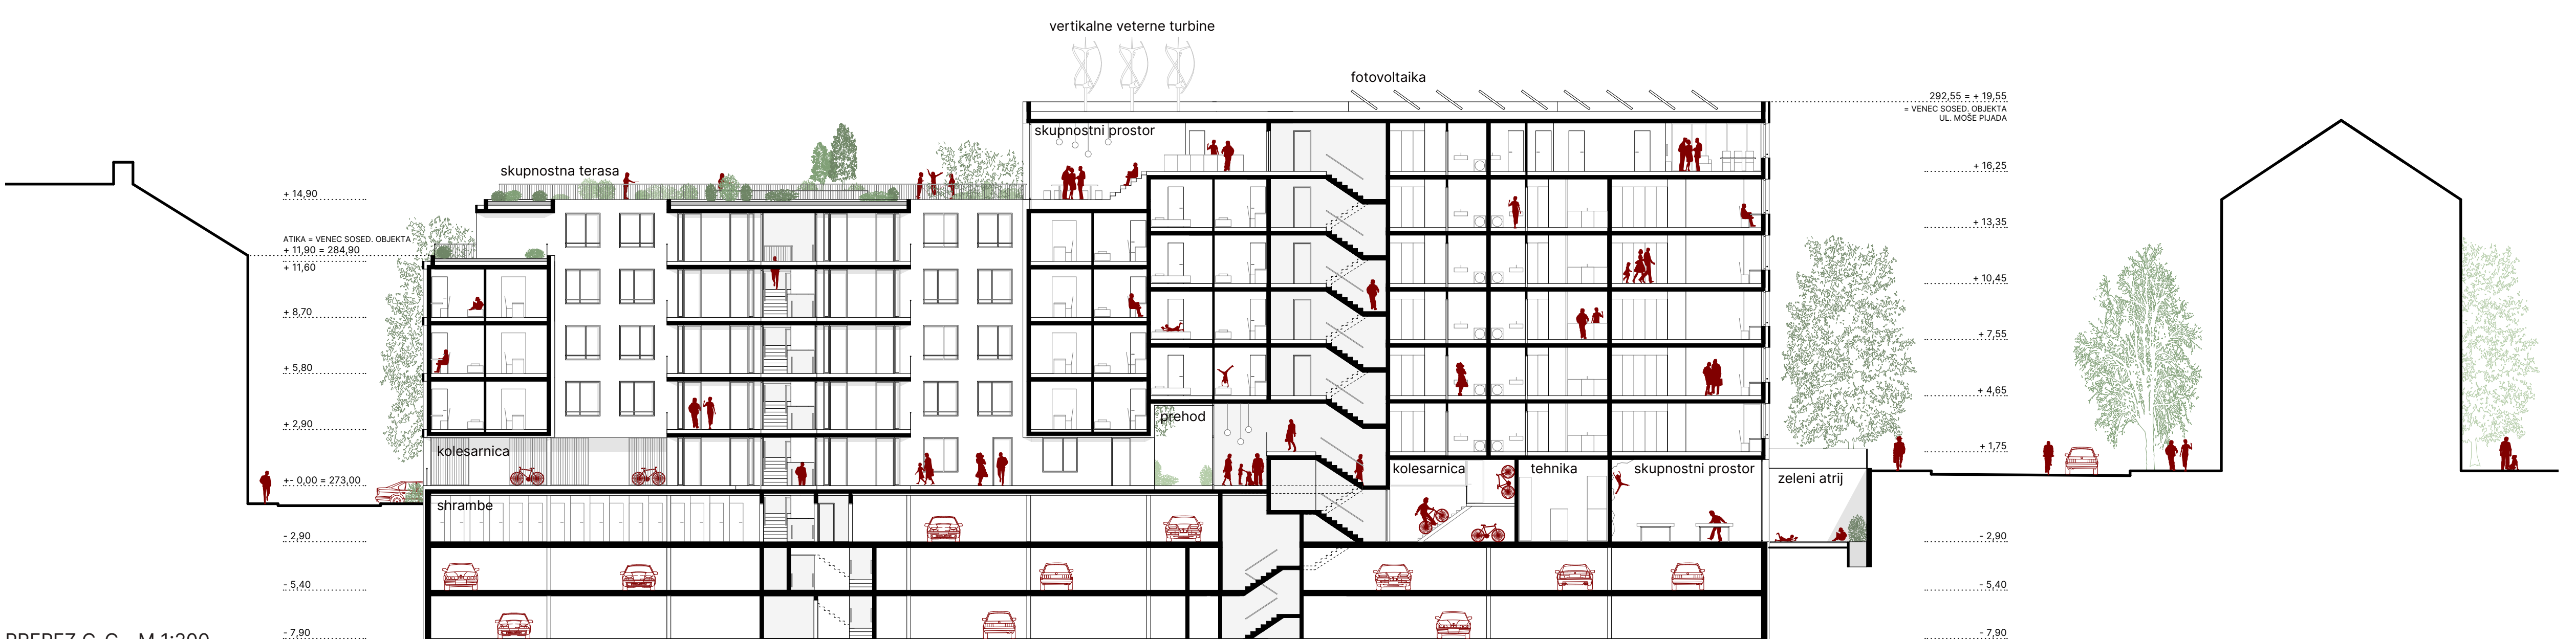 vertikalne veterne turbine
fotovoltaika
292,55 = + 19,55
= VENEC SOSED. OBJEKTA
UL. MOŠE PIJADA
skupnostni prostor
skupnostna terasa
+ 16,25
+ 14,90
+ 13,35
ATIKA = VENEC SOSED. OBJEKTA
+ 11,90 = 284,90
+ 11,60
+ 10,45
+ 8,70
+ 7,55
+ 5,80
+ 4,65
prehod
+ 2,90
+ 1,75
kolesarnica
kolesarnica
tehnika
skupnostni prostor
zeleni atrij
+- 0,00 = 273,00
shrambe
- 2,90
- 2,90
- 5,40
- 5,40
- 7,90
- 7,90